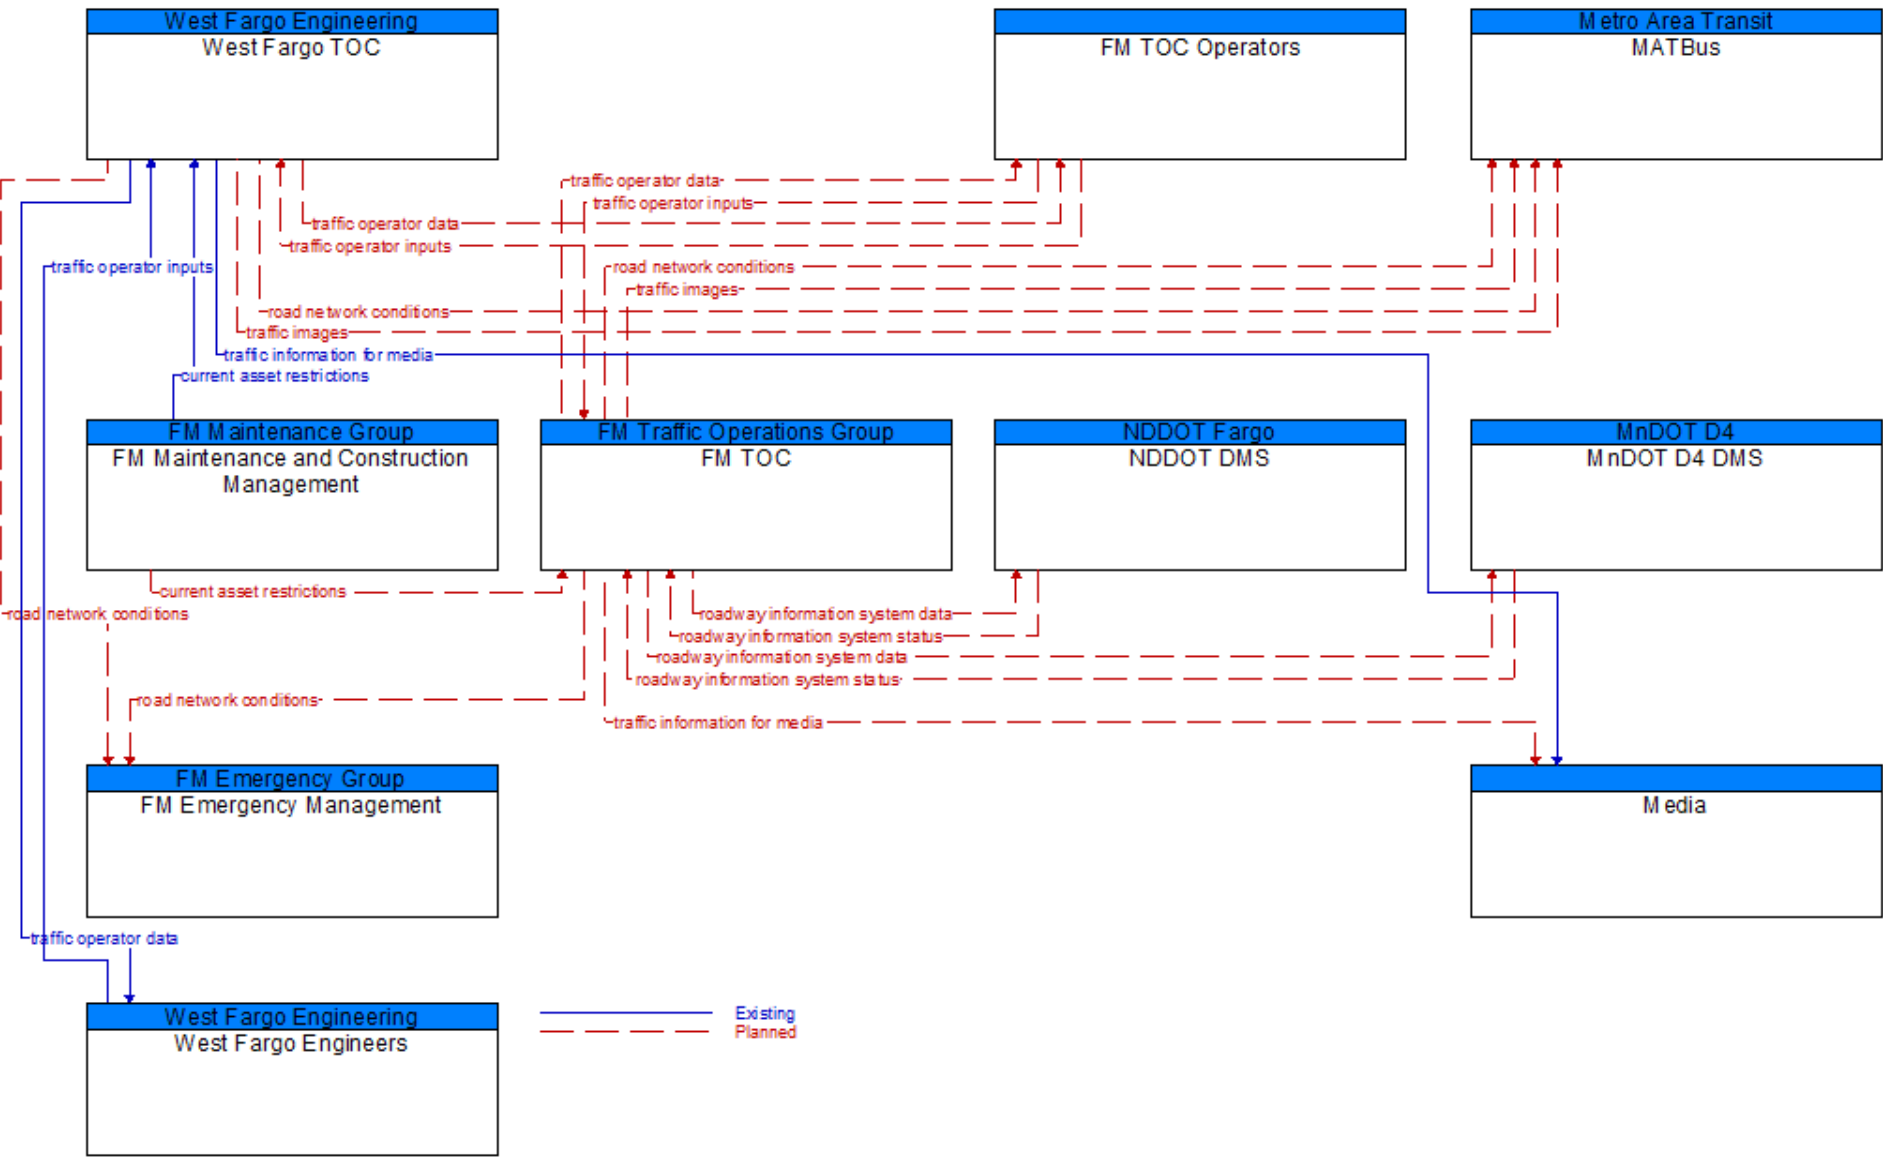 West Fargo Engineering
West Fargo TOC
FM TOC Operators
Metro Area Transit
MATBus
traffic operator data
traffic operator inputs
traffic operator data
traffic operator inputs
traffic operator inputs
road network conditions
traffic images
road network conditions
traffic images
traffic information for media
current asset restrictions
FM Maintenance Group
FM Maintenance and Construction
Management
FM Traffic Operations Group
FM TOC
NDDOT Fargo
NDDOT DMS
MnDOT D4
MnDOT D4 DMS
current asset restrictions
road network conditions
roadway information system data
roadway information system status
roadway information system data
roadway information system status
road network conditions
traffic information for media
FM Emergency Group
FM Emergency Management
Media
traffic operator data
West Fargo Engineering
West Fargo Engineers
Existing
Planned